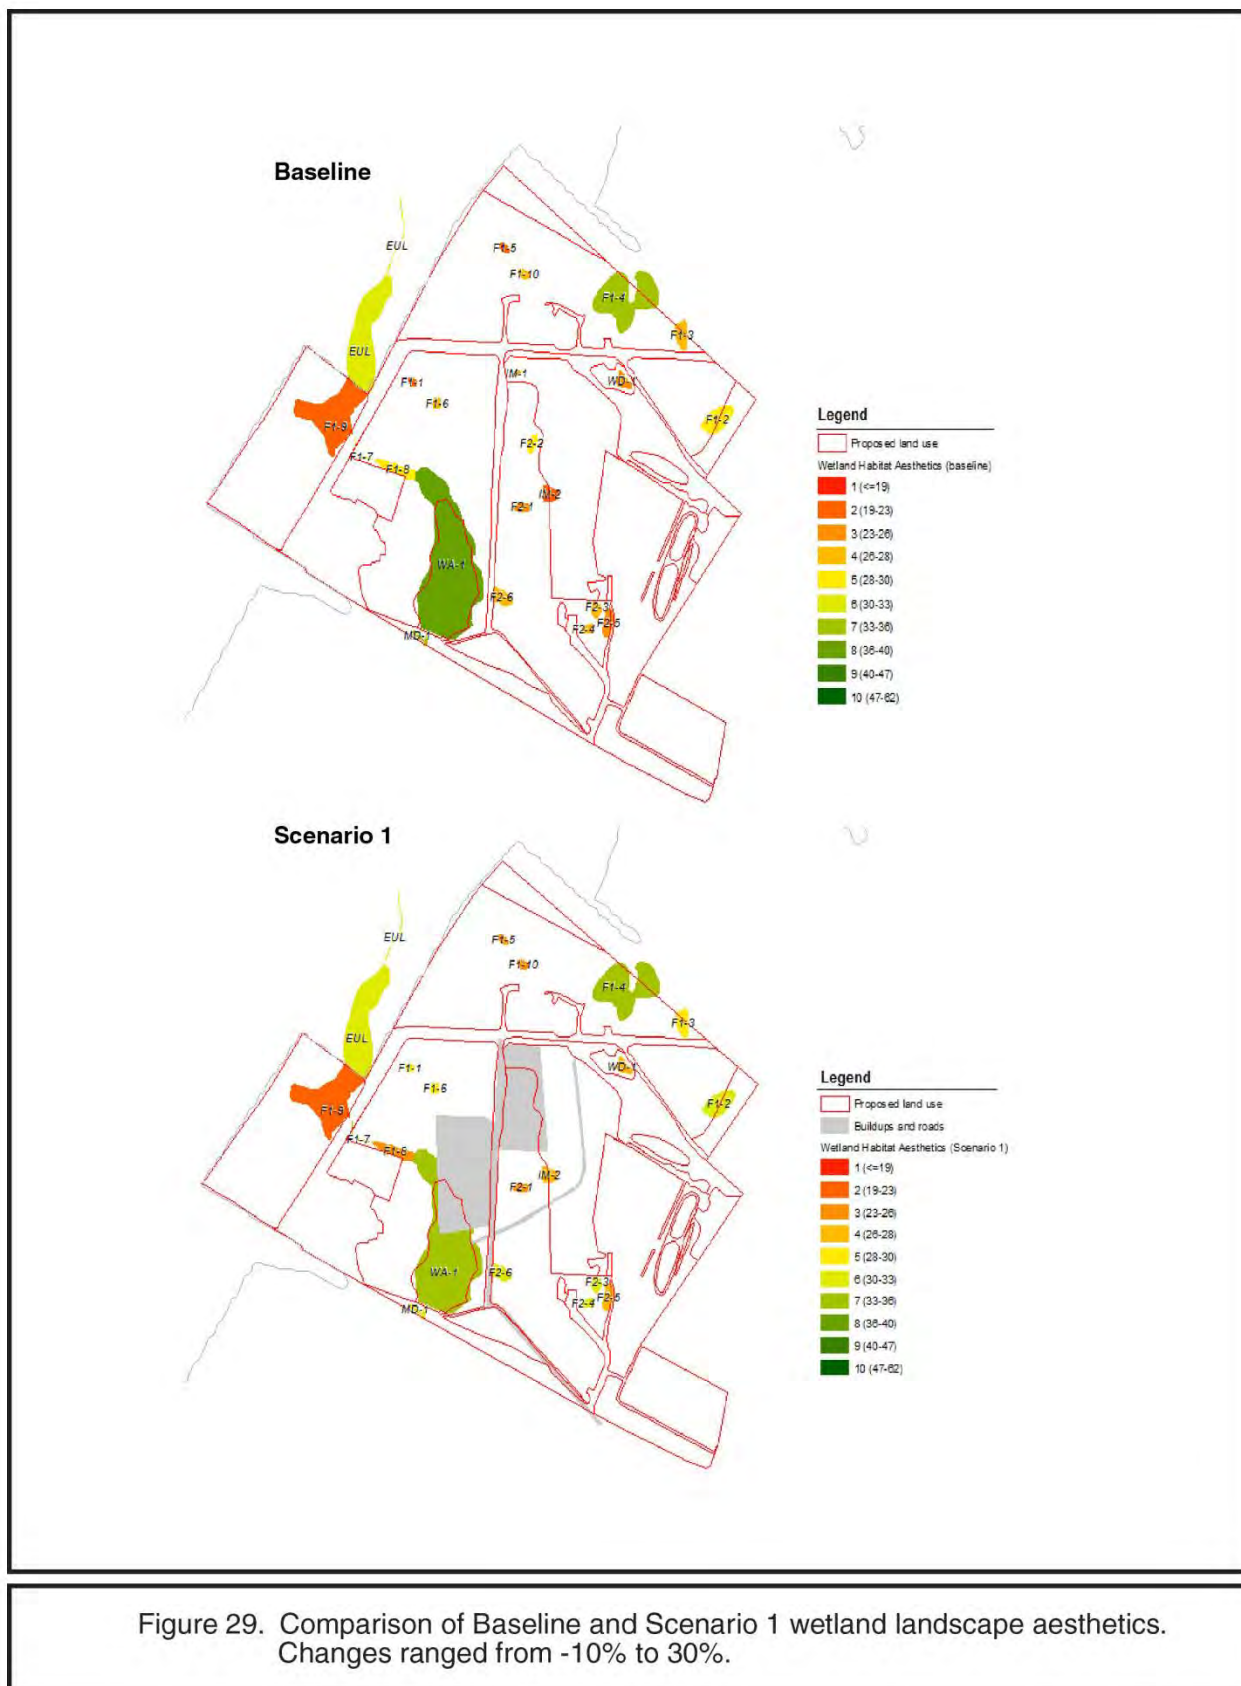 Baseline
EUL
F1-5
F1-10
F1-4
EUL
F1-3
IM-1
WD-1
F1-1
F1-6
F1-2
F1-9
F2-2
F1-7
F1-8
IM-2
F2-1
WA-1
F2-6
F2-3
F2-5
F2-4
MD-1
Legend
Proposed land use
Wetland Habitat Aesthetics (baseline)
1 (<=19)
2 (19-23)
3 (23-26)
4 (26-28)
5 (28-30)
6 (30-33)
7 (33-36)
8 (36-40)
9 (40-47)
10 (47-62)
Scenario 1
EUL
F1-5
F1-10
F1-4
F1-3
EUL
F1-1
WD-1
F1-6
F1-2
F1-9
F1-7
F1-8
IM-2
F2-1
WA-1
F2-6
F2-3
F2-5
F2-4
MD-1
Legend
Proposed land use
Buildups and roads
Wetland Habitat Aesthetics (Scenario 1)
1 (<=19)
2 (19-23)
3 (23-26)
4 (26-28)
5 (28-30)
6 (30-33)
7 (33-36)
8 (36-40)
9 (40-47)
10 (47-62)
Figure 29. Comparison of Baseline and Scenario 1 wetland landscape aesthetics.
Changes ranged from -10% to 30%.